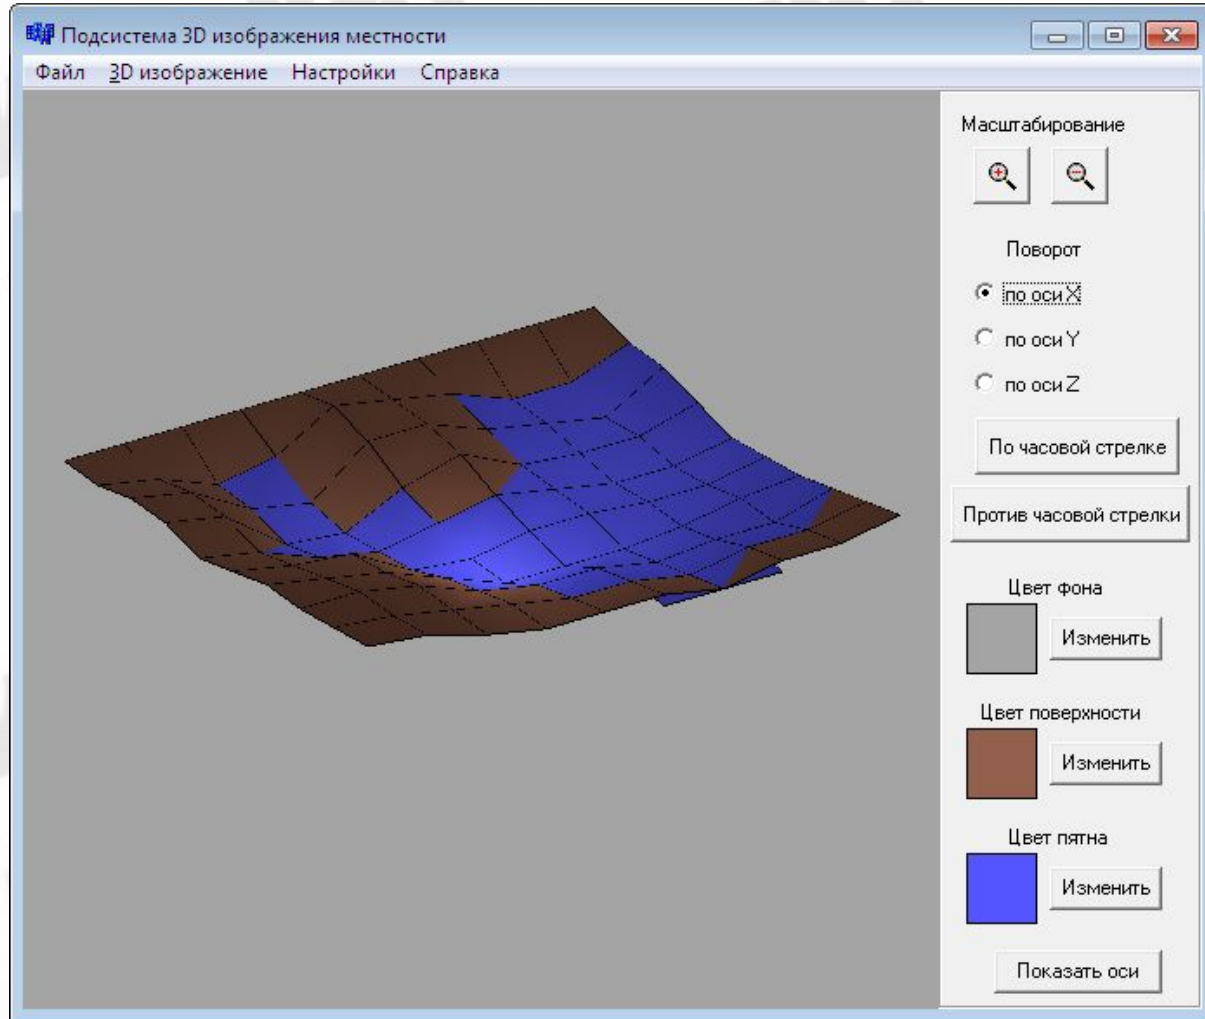 Подсистема 3D изображения местности
Файл 3D изображение Настройки Справка
Масштабирование
Поворот
по оси X
по оси Y
по оси Z
По часовой стрелке
Против часовой стрелки
Цвет фона
Изменить
Цвет поверхности
Изменить
Цвет пятна
Изменить
Показать оси